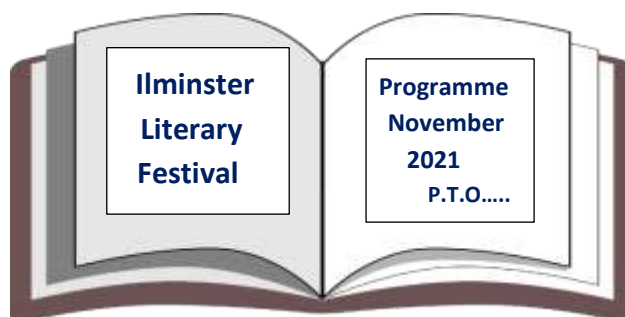 Ilminster
Literary
Festival
Programme
November
2021
P.T.O.....